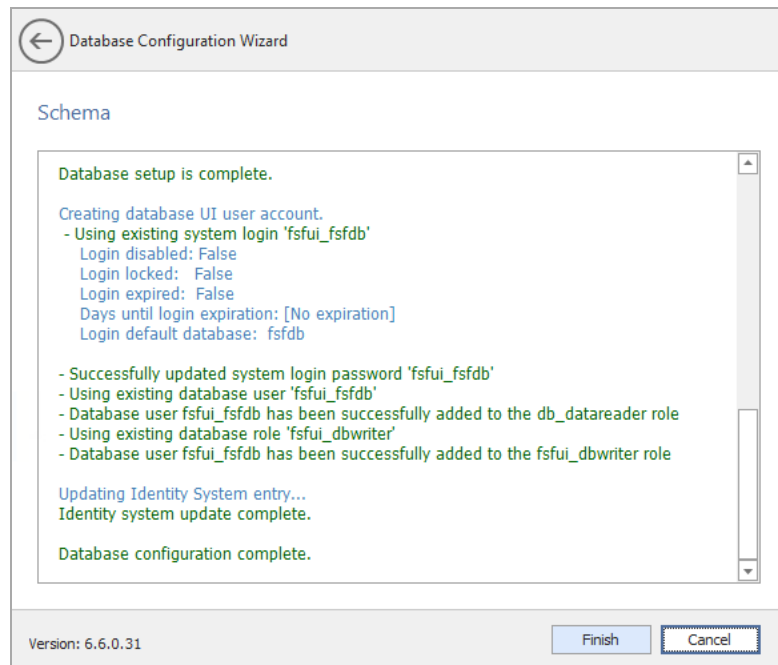 Database Configuration Wizard
Schema
Database setup is complete.
Creating database UI user account.
- Using existing system login 'fsfui_fsfdb'
Login disabled: False
Login locked: False
Login expired: False
Days until login expiration: [No expiration]
Login default database: fsfdb
- Successfully updated system login password 'fsfui_fsfdb'
- Using existing database user 'fsfui_fsfdb'
- Database user fsfui_fsfdb has been successfully added to the db_datareader role
- Using existing database role 'fsfui_dbwriter'
- Database user fsfui_fsfdb has been successfully added to the fsfui_dbwriter role
Updating Identity System entry...
Identity system update complete.
Database configuration complete.
Version: 6.6.0.31
Finish
Cancel